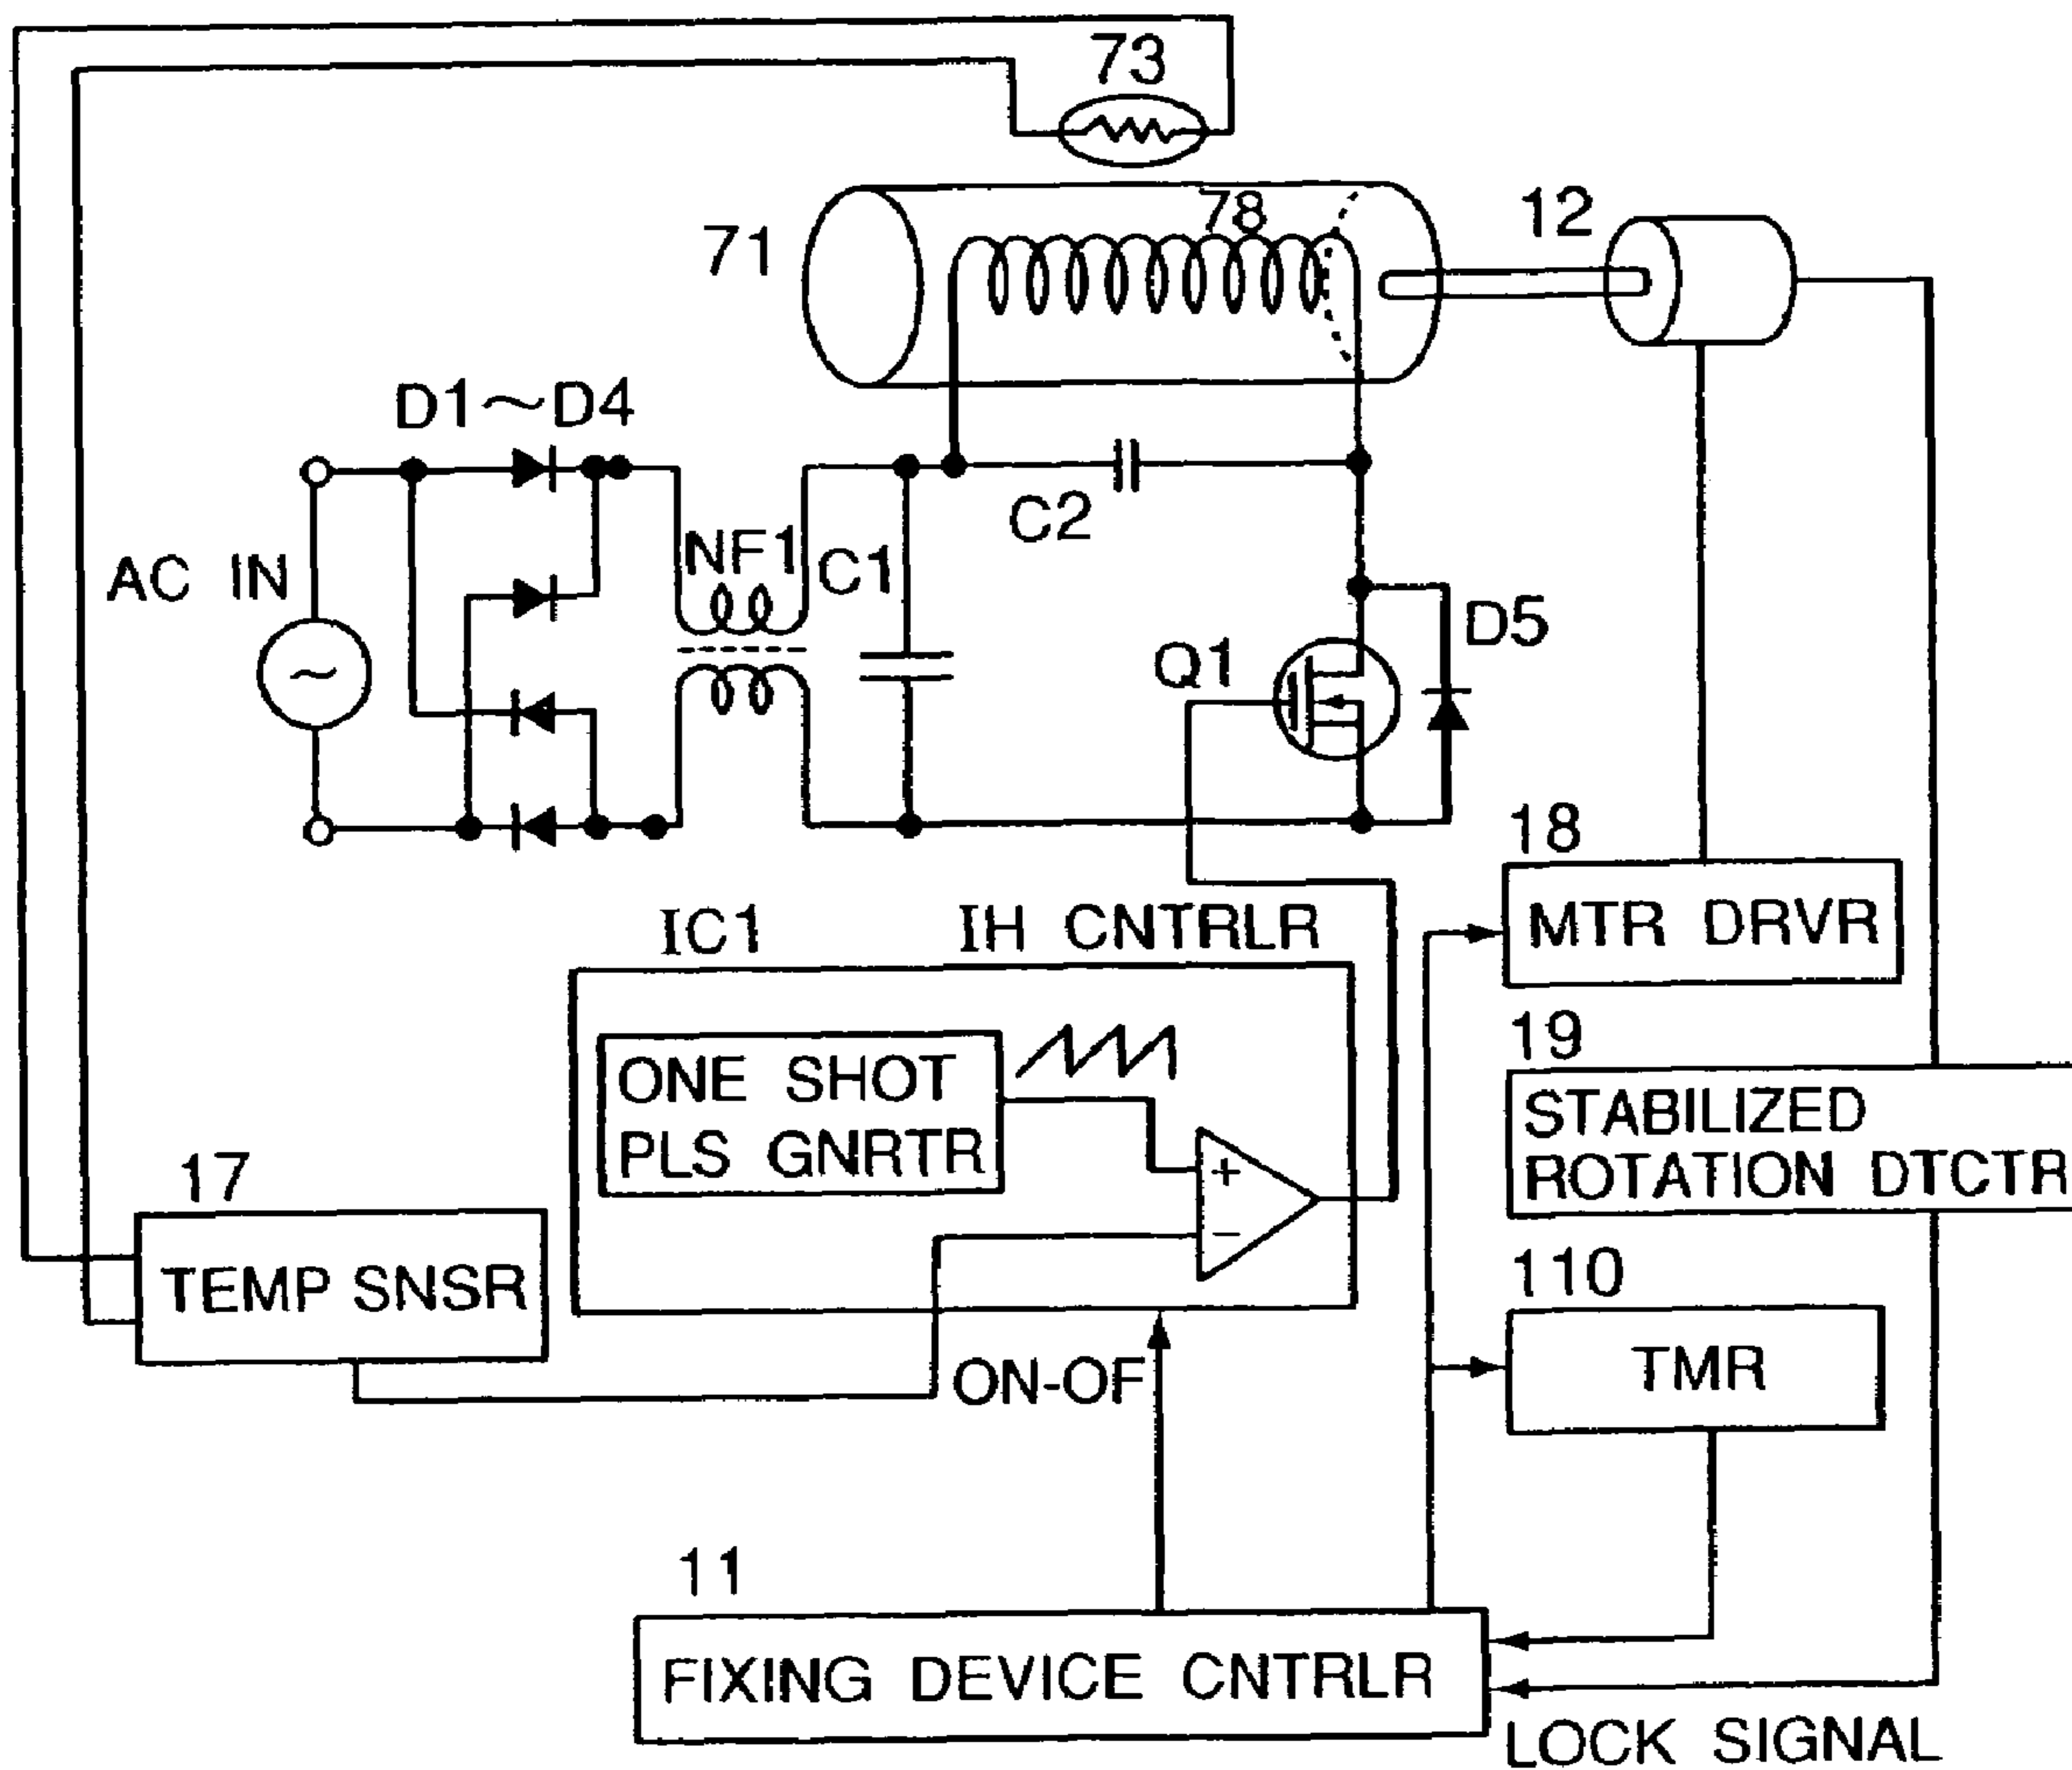 73
71
78
12
D1～D4
AC IN
NF1
C1
C2
Q1
D5
18
MTR DRVR
IC1
IH CNTRLR
ONE SHOT
PLS GNRTR
+
−
19
STABILIZED
ROTATION DTCTR
17
TEMP SNSR
110
TMR
ON-OF
11
FIXING DEVICE CNTRLR
LOCK SIGNAL